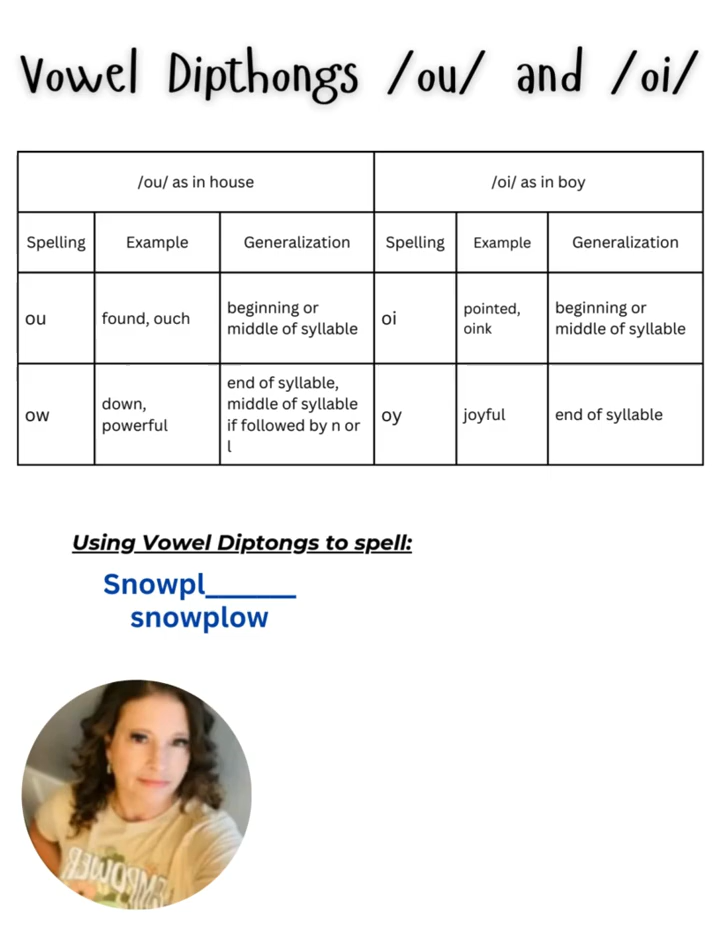 Vowel Dipthongs /ou/ and /oi/
/ou/ as in house
/oi/ as in boy
Spelling
Example
Generalization
Spelling
Example
Generalization
ou
found, ouch
beginning or
middle of syllable
oi
pointed,
oink
beginning or
middle of syllable
ow
down,
powerful
end of syllable,
middle of syllable
if followed by n or
l
oy
joyful
end of syllable
Using Vowel Diptongs to spell:
Snowpl______
snowplow
EMPOWER